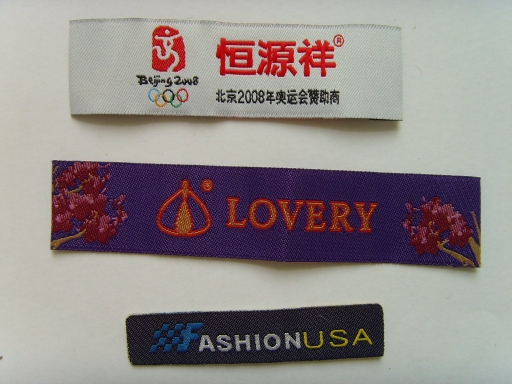 Beijing 2008
恒源祥®
北京2008年奥运会赞助商
® LOVERY
FASHIONUSA